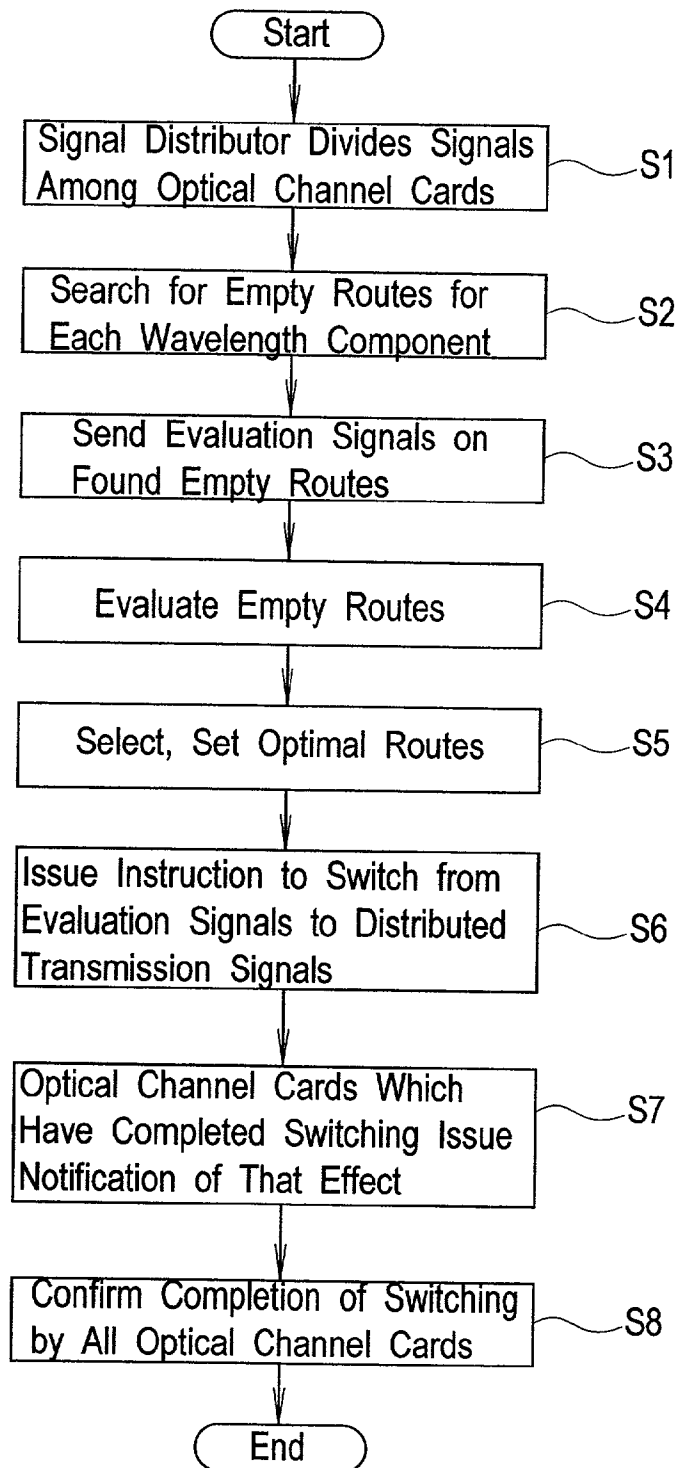 Start
Signal Distributor Divides Signals
Among Optical Channel Cards
S1
Search for Empty Routes for
Each Wavelength Component
S2
Send Evaluation Signals on
Found Empty Routes
S3
Evaluate Empty Routes
S4
Select, Set Optimal Routes
S5
Issue Instruction to Switch from
Evaluation Signals to Distributed
Transmission Signals
S6
Optical Channel Cards Which
Have Completed Switching Issue
Notification of That Effect
S7
Confirm Completion of Switching
by All Optical Channel Cards
S8
End